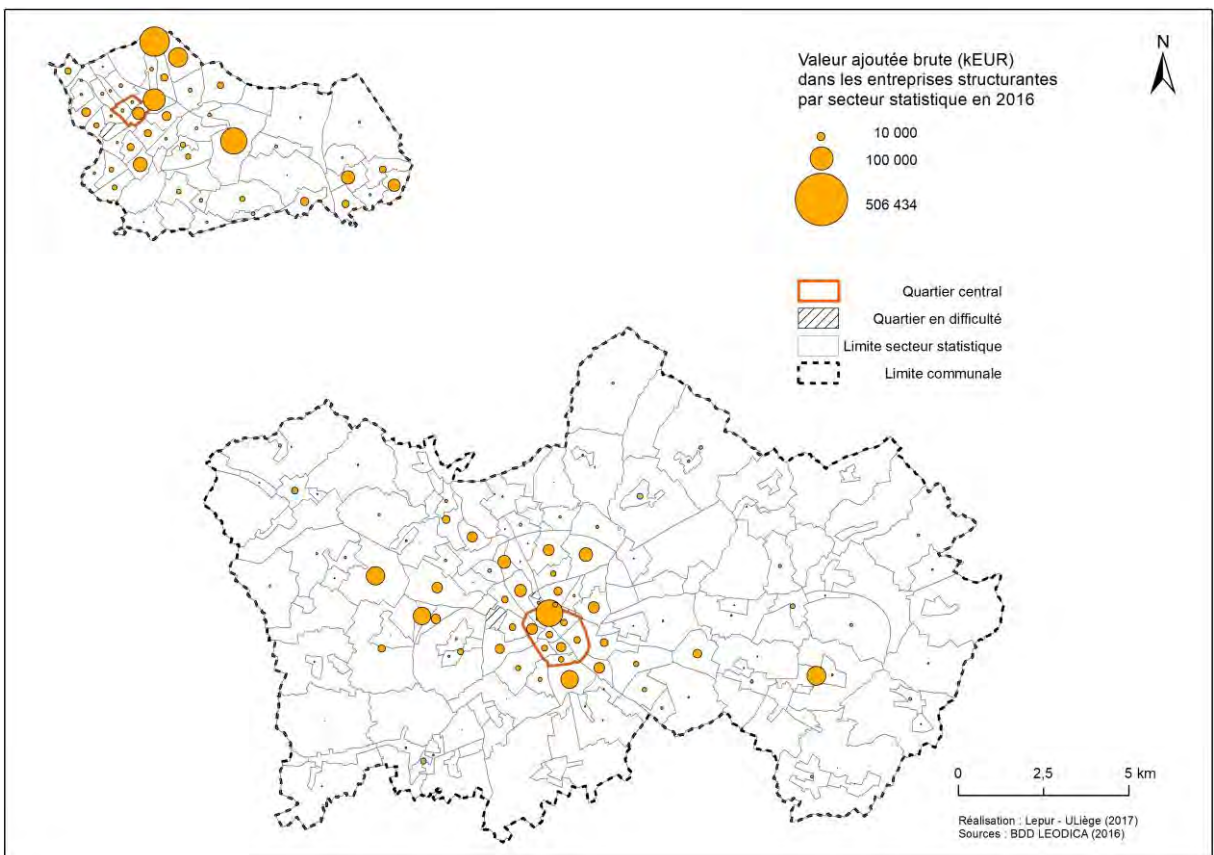 N
Valeur ajoutée brute (kEUR)
dans les entreprises structurantes
par secteur statistique en 2016
10 000
100 000
506 434
Quartier central
Quartier en difficulté
Limite secteur statistique
Limite communale
0 2,5 5 km
Réalisation : Lepur - ULiège (2017)
Sources : BDD LEODICA (2016)